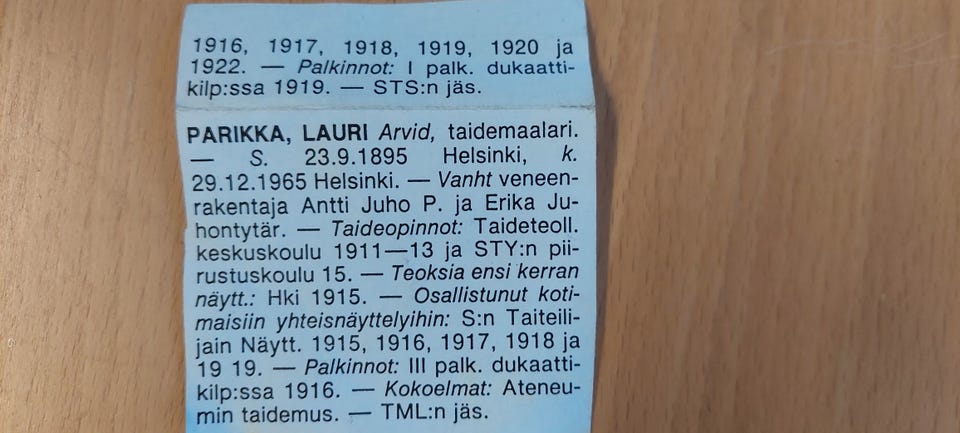 1916, 1917, 1918, 1919, 1920 ja
1922. — Palkinnot: I palk. dukaatti-
kilp:ssa 1919. — STS:n jäs.
PARIKKA, LAURI Arvid, taidemaalari.
— S. 23.9.1895 Helsinki, k.
29.12.1965 Helsinki. — Vanht veneen-
rakentaja Antti Juho P. ja Erika Ju-
hontytär. — Taideopinnot: Taideteoll.
keskuskoulu 1911—13 ja STY:n pii-
rustuskoulu 15. — Teoksia ensi kerran
näytt.: Hki 1915. — Osallistunut koti-
maisiin yhteisnäyttelyihin: S:n Taiteili-
jain Näytt. 1915, 1916, 1917, 1918 ja
19 19. — Palkinnot: III palk. dukaatti-
kilp:ssa 1916. — Kokoelmat: Ateneu-
min taidemus. — TML:n jäs.